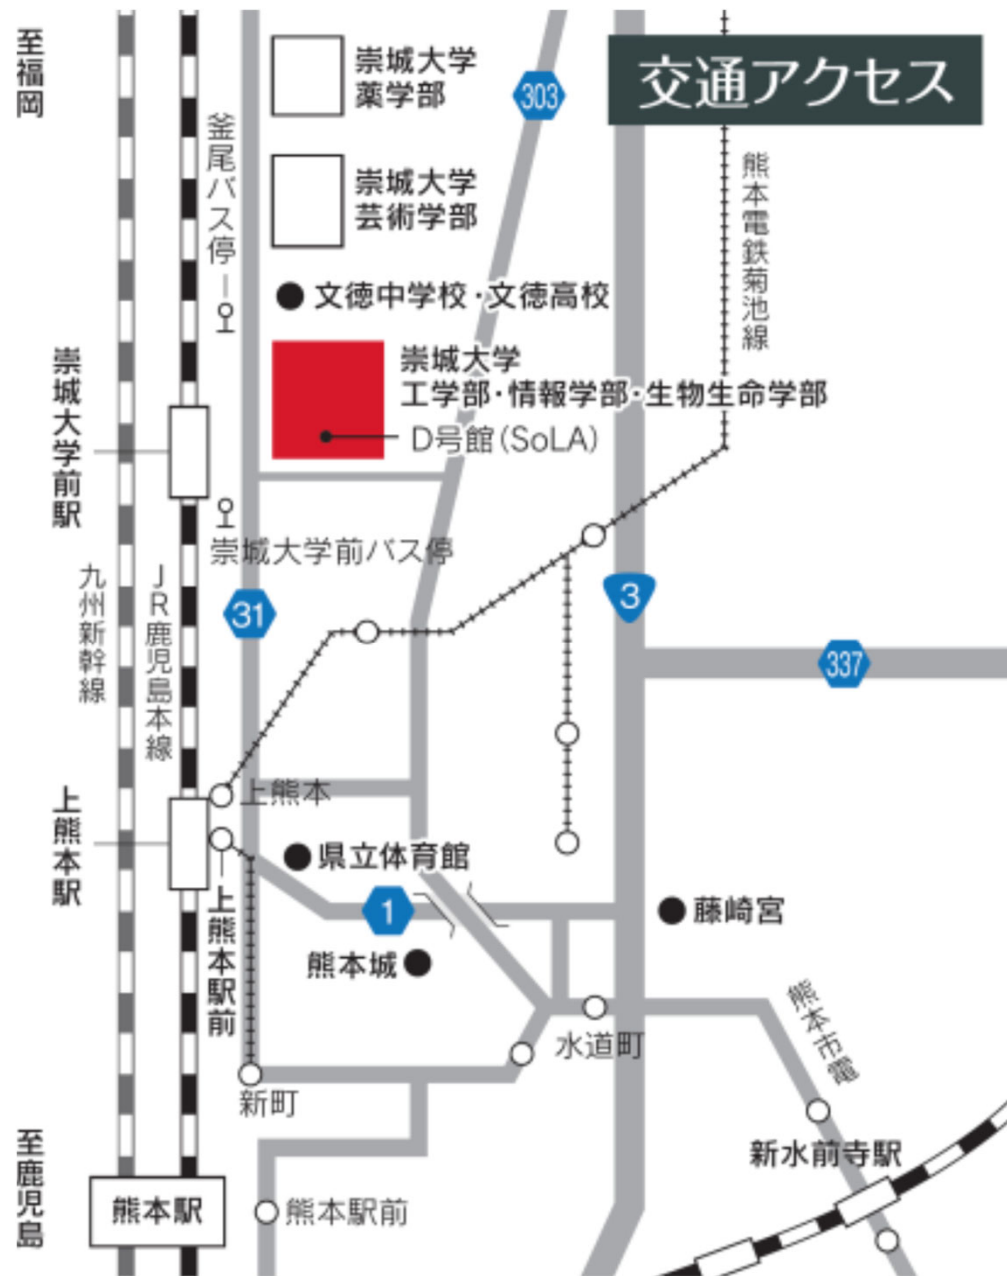 交通アクセス
至福岡
崇城大学
薬学部
303
釜尾バス停
崇城大学
芸術学部
熊本電鉄菊池線
文徳中学校・文徳高校
崇城大学
工学部・情報学部・生物生命学部
D号館(SoLA)
崇城大学前駅
崇城大学前バス停
九州新幹線
JR鹿児島本線
31
3
337
上熊本駅
上熊本
県立体育館
上熊本駅前
1
藤崎宮
熊本城
水道町
熊本市電
新町
至鹿児島
新水前寺駅
熊本駅
熊本駅前